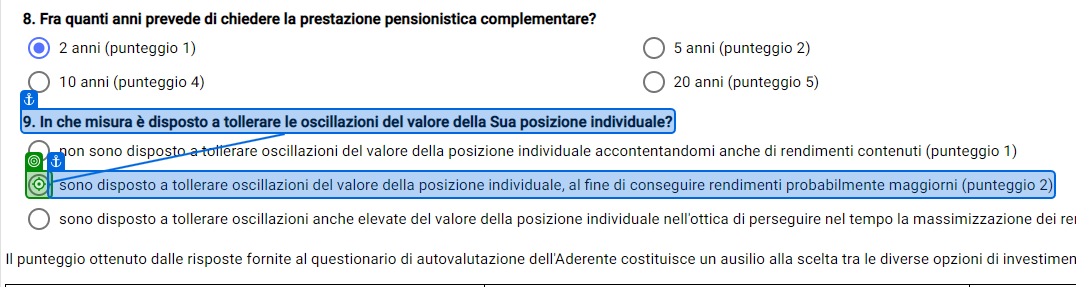 8. Fra quanti anni prevede di chiedere la prestazione pensionistica complementare?
2 anni (punteggio 1)
5 anni (punteggio 2)
10 anni (punteggio 4)
20 anni (punteggio 5)
9. In che misura è disposto a tollerare le oscillazioni del valore della Sua posizione individuale?
non sono disposto a tollerare oscillazioni del valore della posizione individuale accontentandomi anche di rendimenti contenuti (punteggio 1)
sono disposto a tollerare oscillazioni del valore della posizione individuale, al fine di conseguire rendimenti probabilmente maggiori (punteggio 2)
sono disposto a tollerare oscillazioni anche elevate del valore della posizione individuale nell'ottica di perseguire nel tempo la massimizzazione dei
Il punteggio ottenuto dalle risposte fornite al questionario di autovalutazione dell'Aderente costituisce un ausilio alla scelta tra le diverse opzioni di